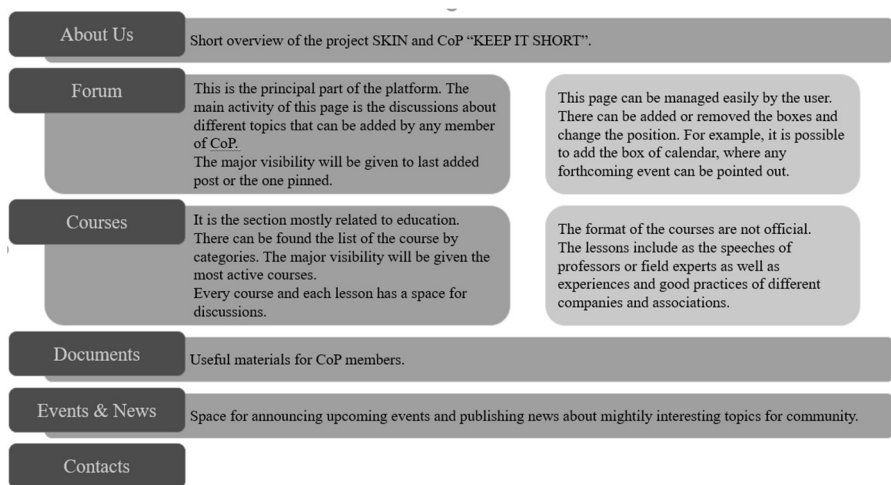 About Us
Short overview of the project SKIN and CoP “KEEP IT SHORT”.
Forum
This is the principal part of the platform. The
main activity of this page is the discussions about
different topics that can be added by any member
of CoP.
The major visibility will be given to last added
post or the one pinned.
This page can be managed easily by the user.
There can be added or removed the boxes and
change the position. For example, it is possible
to add the box of calendar, where any
forthcoming event can be pointed out.
Courses
It is the section mostly related to education.
There can be found the list of the course by
categories. The major visibility will be given the
most active courses.
Every course and each lesson has a space for
discussions.
The format of the courses are not official.
The lessons include as the speeches of
professors or field experts as well as
experiences and good practices of different
companies and associations.
Documents
Useful materials for CoP members.
Events & News
Space for announcing upcoming events and publishing news about mightily interesting topics for community.
Contacts